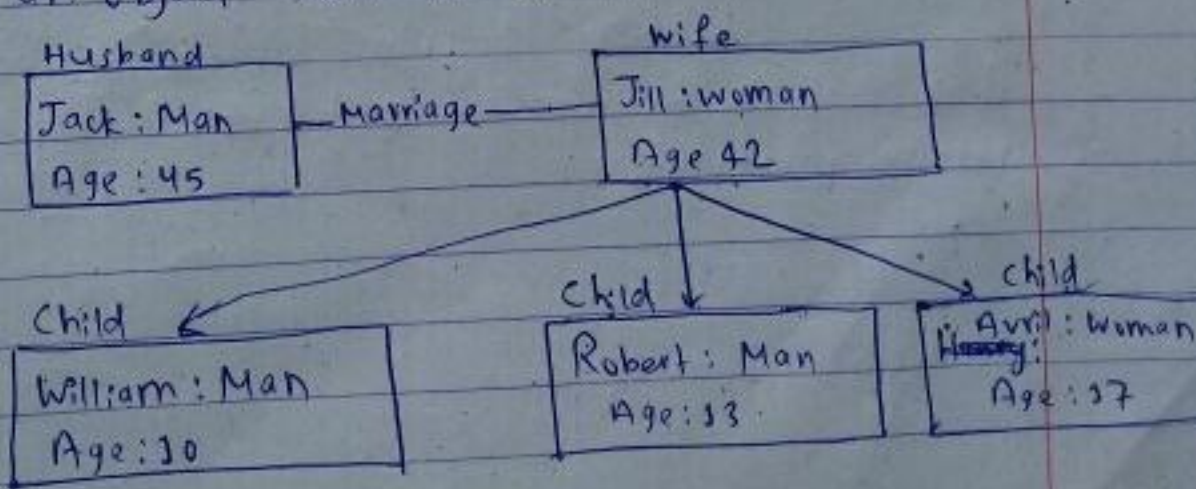 Husband
Wife
Jack : Man
Age : 45
Marriage
Jill : Woman
Age 42
Child
William : Man
Age : 10
Child
Robert : Man
Age : 13
Child
Avril : Woman
Age : 17